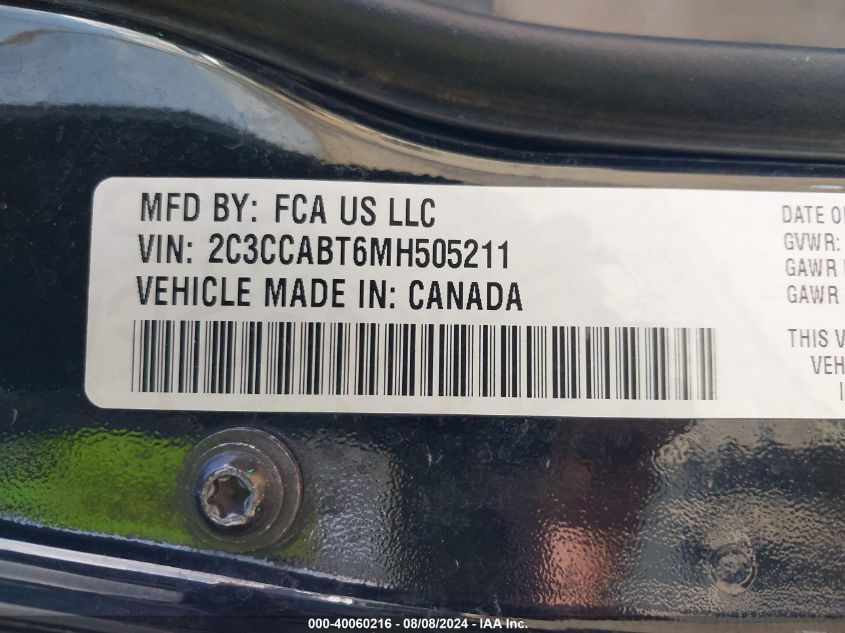 MFD BY: FCA US LLC
VIN: 2C3CCABT6MH505211
VEHICLE MADE IN: CANADA
DATE O
GVWR:
GAWR
GAWR
THIS V
VEH
000-40060216 - 08/08/2024 - IAA, Inc.